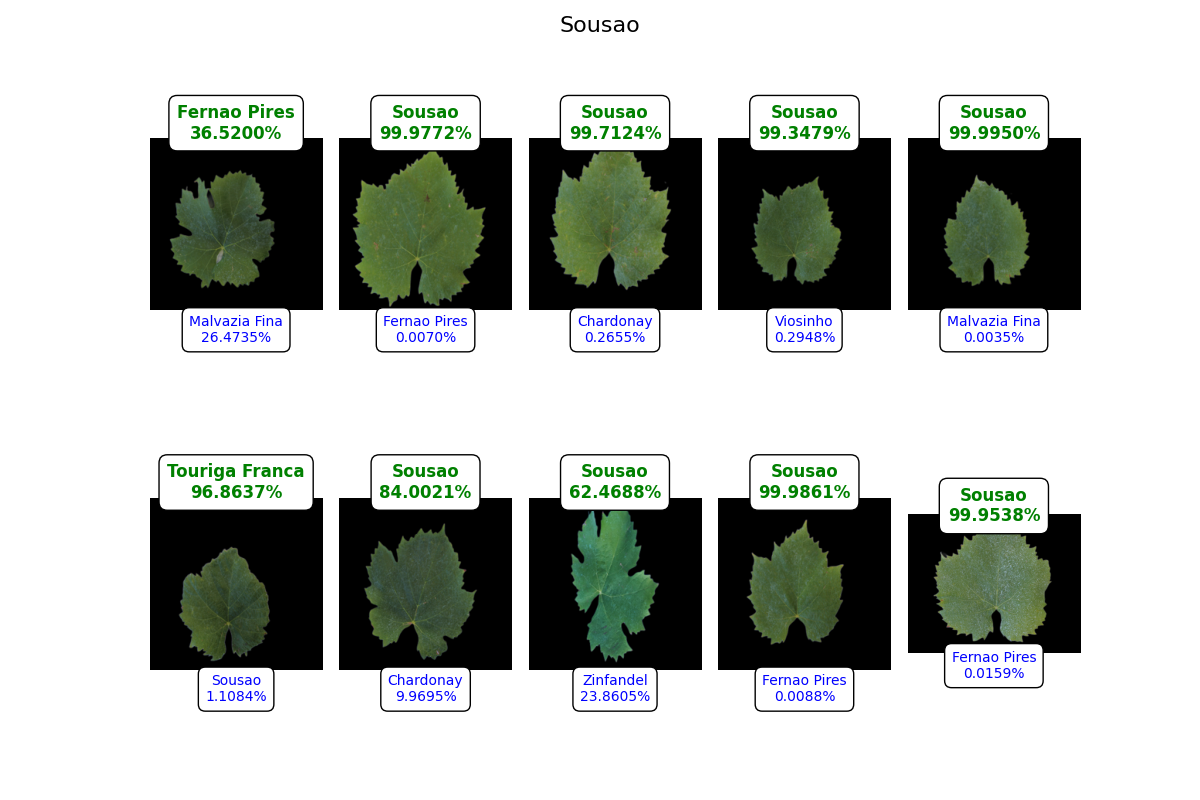 Sousao
Fernao Pires
36.5200%
Sousao
99.9772%
Sousao
99.7124%
Sousao
99.3479%
Sousao
99.9950%
Malvazia Fina
26.4735%
Fernao Pires
0.0070%
Chardonay
0.2655%
Viosinho
0.2948%
Malvazia Fina
0.0035%
Touriga Franca
96.8637%
Sousao
84.0021%
Sousao
62.4688%
Sousao
99.9861%
Sousao
99.9538%
Sousao
1.1084%
Chardonay
9.9695%
Zinfandel
23.8605%
Fernao Pires
0.0088%
Fernao Pires
0.0159%